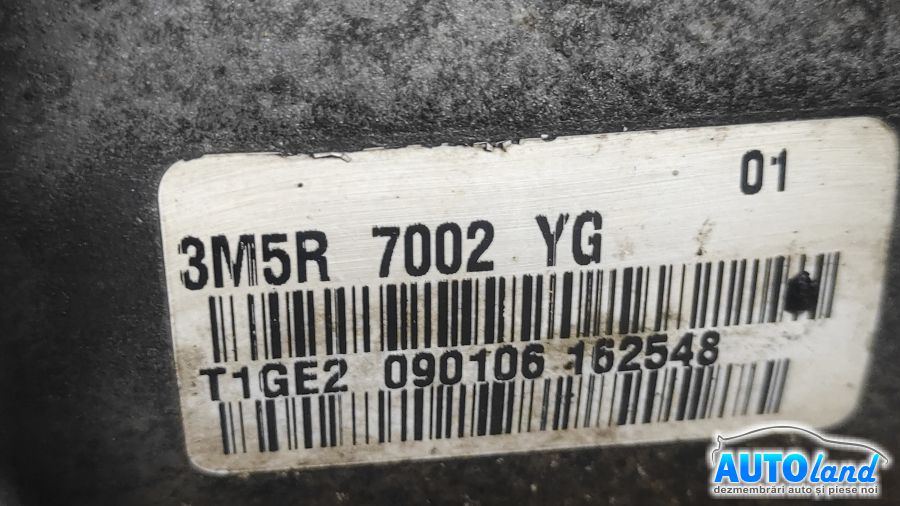 01
3M5R 7002 YG
T1GE2 090106 162548
AUTOland
dezmembrări auto și piese noi